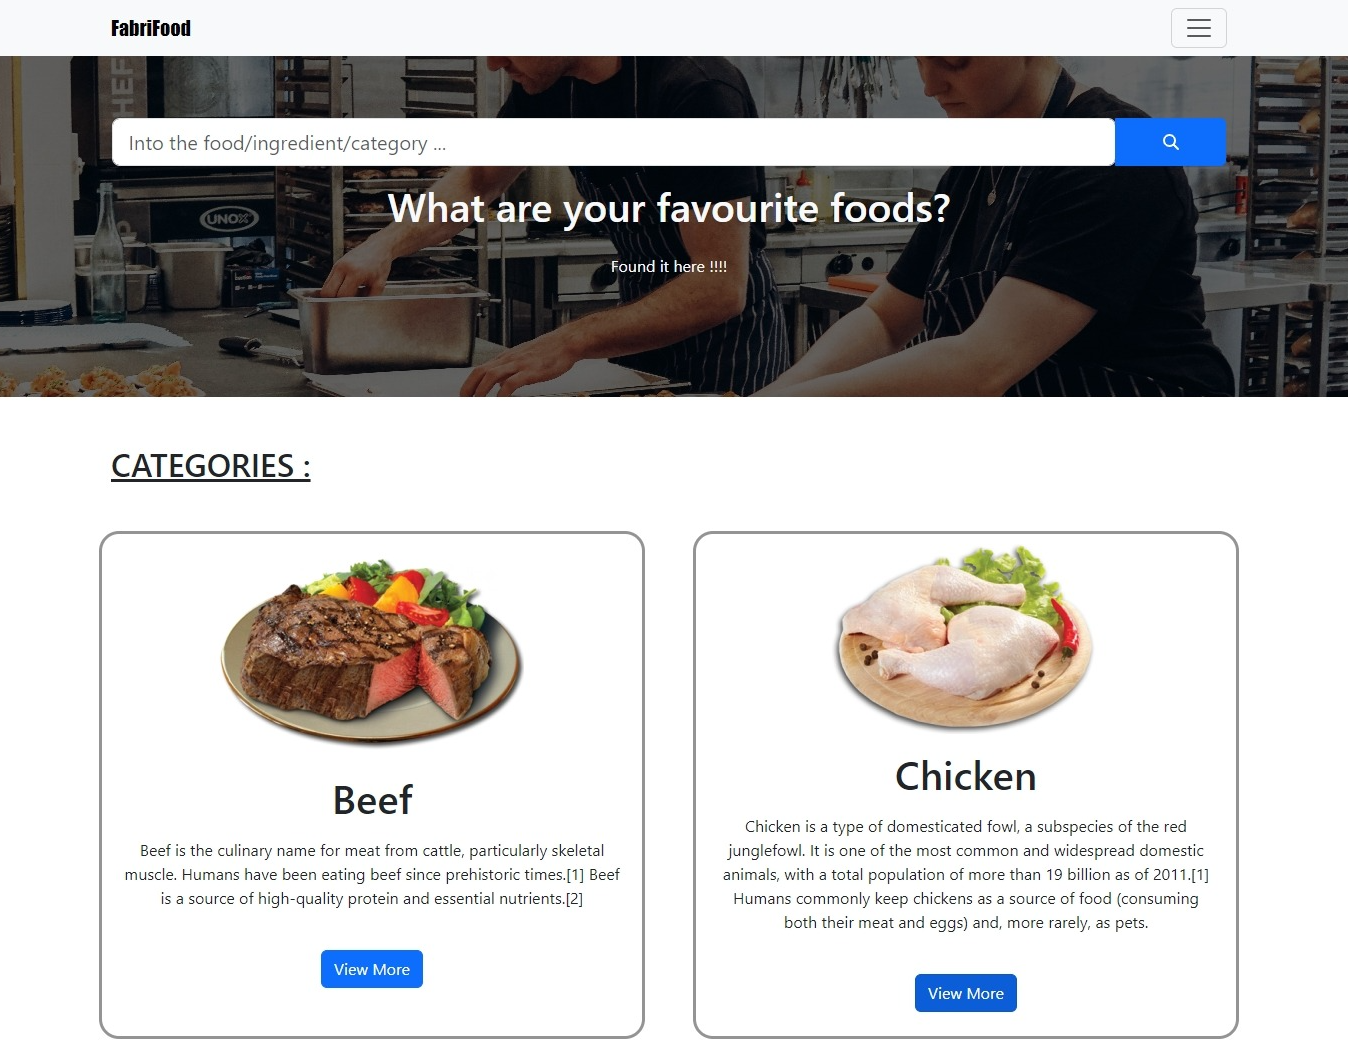 FabriFood
Into the food/ingredient/category ...
What are your favourite foods?
UNOX
Found it here !!!!
CATEGORIES :
Beef
Beef is the culinary name for meat from cattle, particularly skeletal
muscle. Humans have been eating beef since prehistoric times.[1] Beef
is a source of high-quality protein and essential nutrients.[2]
View More
Chicken
Chicken is a type of domesticated fowl, a subspecies of the red
junglefowl. It is one of the most common and widespread domestic
animals, with a total population of more than 19 billion as of 2011.[1]
Humans commonly keep chickens as a source of food (consuming
both their meat and eggs) and, more rarely, as pets.
View More